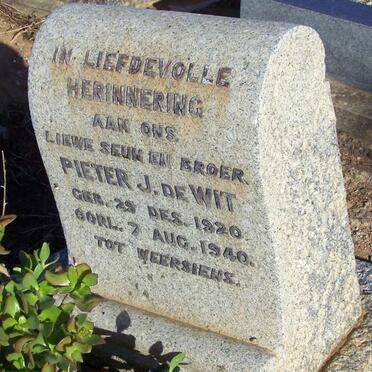 IN LIEFDEVOLLE
HERINNERING
AAN ONS.
LIEWE SEUN EN BROER.
PIETER J. DE WIT
GEB. 29 DES. 1920.
OORL. 7 AUG. 1940.
TOT WEERSIENS.